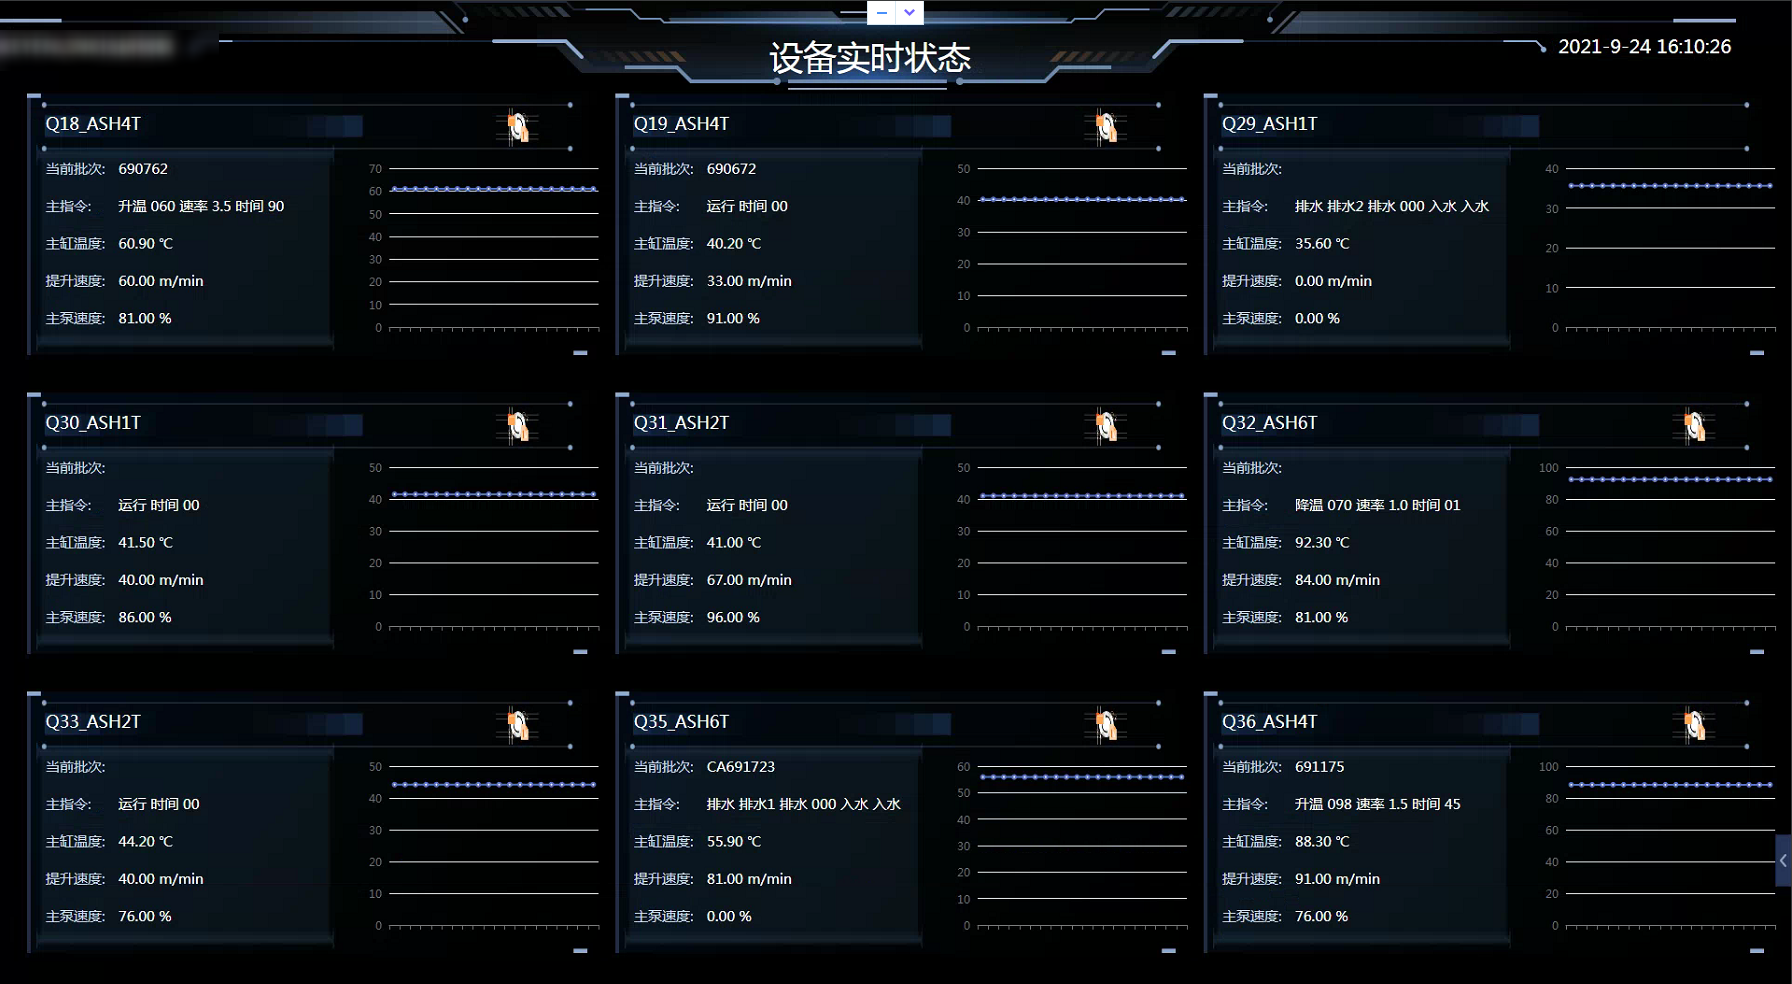 设备实时状态
2021-9-24 16:10:26
Q18_ASH4T
当前批次: 690762
主指令: 升温 060 速率 3.5 时间 90
主缸温度: 60.90 ℃
提升速度: 60.00 m/min
主泵速度: 81.00 %
70
60
50
40
30
20
10
0
Q19_ASH4T
当前批次: 690672
主指令: 运行 时间 00
主缸温度: 40.20 ℃
提升速度: 33.00 m/min
主泵速度: 91.00 %
50
40
30
20
10
0
Q29_ASH1T
当前批次:
主指令: 排水 排水2 排水 000 入水 入水
主缸温度: 35.60 ℃
提升速度: 0.00 m/min
主泵速度: 0.00 %
40
30
20
10
0
Q30_ASH1T
当前批次:
主指令: 运行 时间 00
主缸温度: 41.50 ℃
提升速度: 40.00 m/min
主泵速度: 86.00 %
50
40
30
20
10
0
Q31_ASH2T
当前批次:
主指令: 运行 时间 00
主缸温度: 41.00 ℃
提升速度: 67.00 m/min
主泵速度: 96.00 %
50
40
30
20
10
0
Q32_ASH6T
当前批次:
主指令: 降温 070 速率 1.0 时间 01
主缸温度: 92.30 ℃
提升速度: 84.00 m/min
主泵速度: 81.00 %
100
80
60
40
20
0
Q33_ASH2T
当前批次:
主指令: 运行 时间 00
主缸温度: 44.20 ℃
提升速度: 40.00 m/min
主泵速度: 76.00 %
50
40
30
20
10
0
Q35_ASH6T
当前批次: CA691723
主指令: 排水 排水1 排水 000 入水 入水
主缸温度: 55.90 ℃
提升速度: 81.00 m/min
主泵速度: 0.00 %
60
50
40
30
20
10
0
Q36_ASH4T
当前批次: 691175
主指令: 升温 098 速率 1.5 时间 45
主缸温度: 88.30 ℃
提升速度: 91.00 m/min
主泵速度: 76.00 %
100
80
60
40
20
0